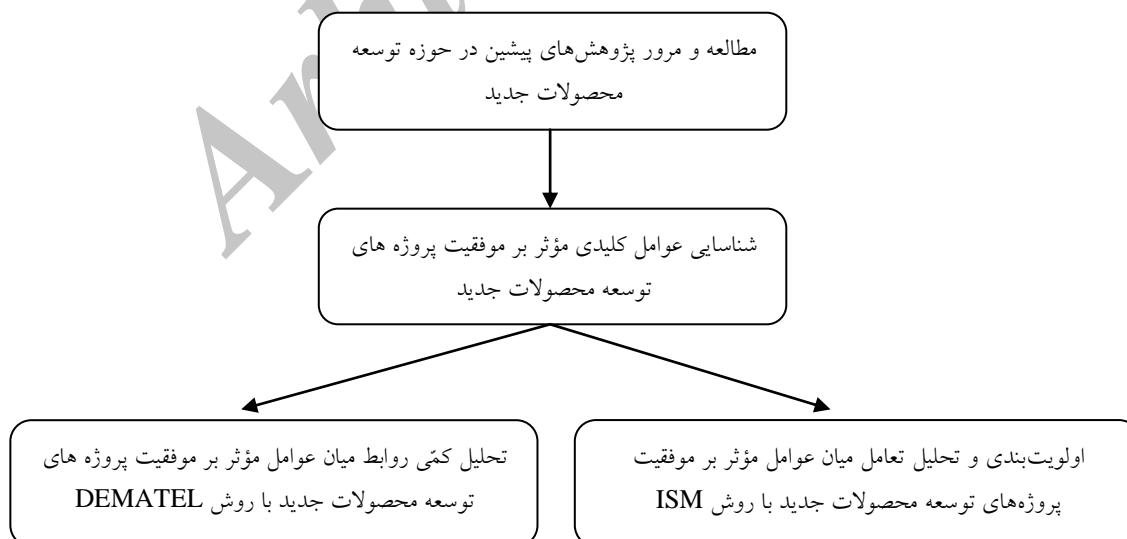 مطالعه و مرور پژوهش‌های پیشین در حوزه توسعه
محصولات جدید
شناسایی عوامل کلیدی مؤثر بر موفقیت پروژه های
توسعه محصولات جدید
اولویت‌بندی و تحلیل تعامل میان عوامل مؤثر بر موفقیت
پروژه‌های توسعه محصولات جدید با روش ISM
تحلیل کمّی روابط میان عوامل مؤثر بر موفقیت پروژه های
توسعه محصولات جدید با روش DEMATEL